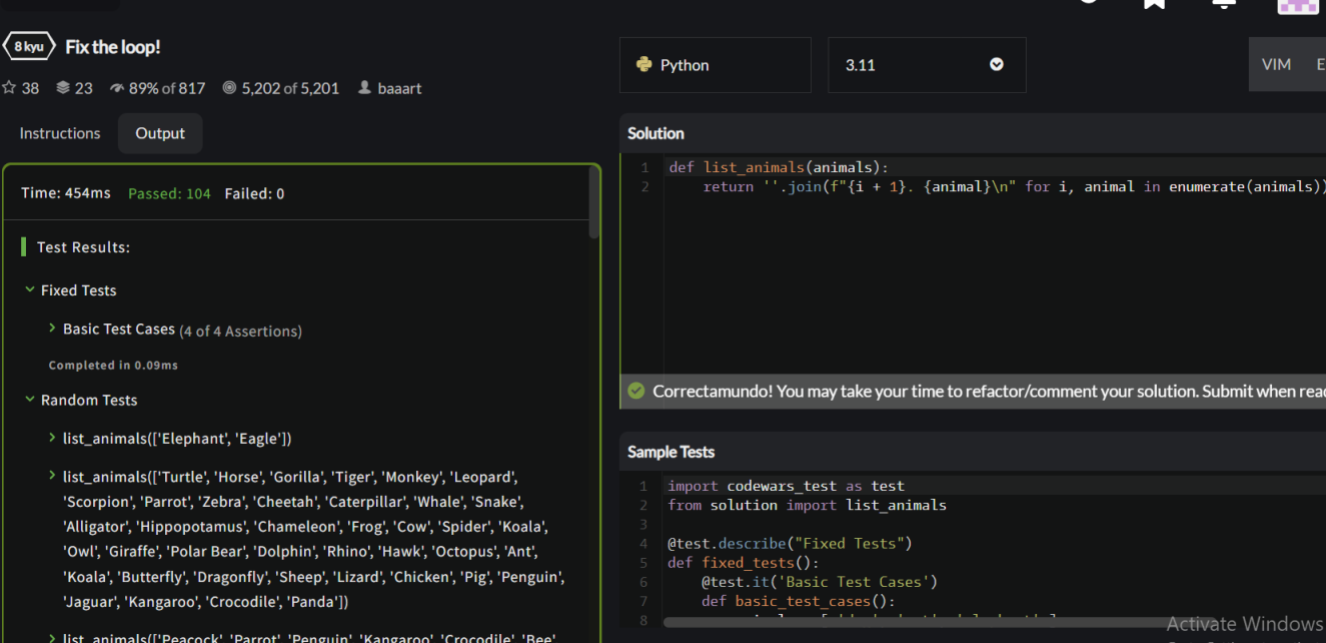 8 kyu Fix the loop!
38 23 89% of 817 5,202 of 5,201 baaart
Instructions Output
Time: 454ms Passed: 104 Failed: 0
Test Results:
Fixed Tests
Basic Test Cases (4 of 4 Assertions)
Completed in 0.09ms
Random Tests
list_animals(['Elephant', 'Eagle'])
list_animals(['Turtle', 'Horse', 'Gorilla', 'Tiger', 'Monkey', 'Leopard',
'Scorpion', 'Parrot', 'Zebra', 'Cheetah', 'Caterpillar', 'Whale', 'Snake',
'Alligator', 'Hippopotamus', 'Chameleon', 'Frog', 'Cow', 'Spider', 'Koala',
'Owl', 'Giraffe', 'Polar Bear', 'Dolphin', 'Rhino', 'Hawk', 'Octopus', 'Ant',
'Koala', 'Butterfly', 'Dragonfly', 'Sheep', 'Lizard', 'Chicken', 'Pig', 'Penguin',
'Jaguar', 'Kangaroo', 'Crocodile', 'Panda'])
list_animals(['Peacock', 'Parrot', 'Penguin', 'Kangaroo', 'Crocodile', 'Bee',
Python 3.11 VIM E
Solution
1 def list_animals(animals):
2 return ''.join(f"{i + 1}. {animal}\n" for i, animal in enumerate(animals))
Correctamundo! You may take your time to refactor/comment your solution. Submit when
Sample Tests
1 import codewars_test as test
2 from solution import list_animals
3
4 @test.describe("Fixed Tests")
5 def fixed_tests():
6 @test.it('Basic Test Cases')
7 def basic_test_cases():
8
Activate Windows